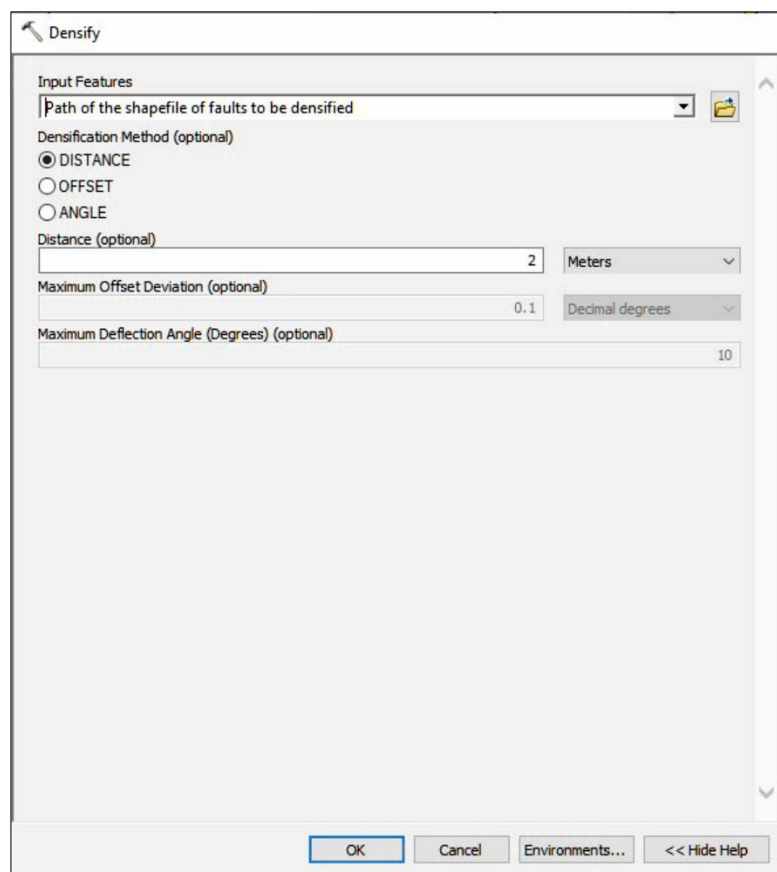 Densify
Input Features
Path of the shapefile of faults to be densified
Densification Method (optional)
DISTANCE
OFFSET
ANGLE
Distance (optional)
2 Meters
Maximum Offset Deviation (optional)
0.1 Decimal degrees
Maximum Deflection Angle (Degrees) (optional)
10
OK Cancel Environments... << Hide Help